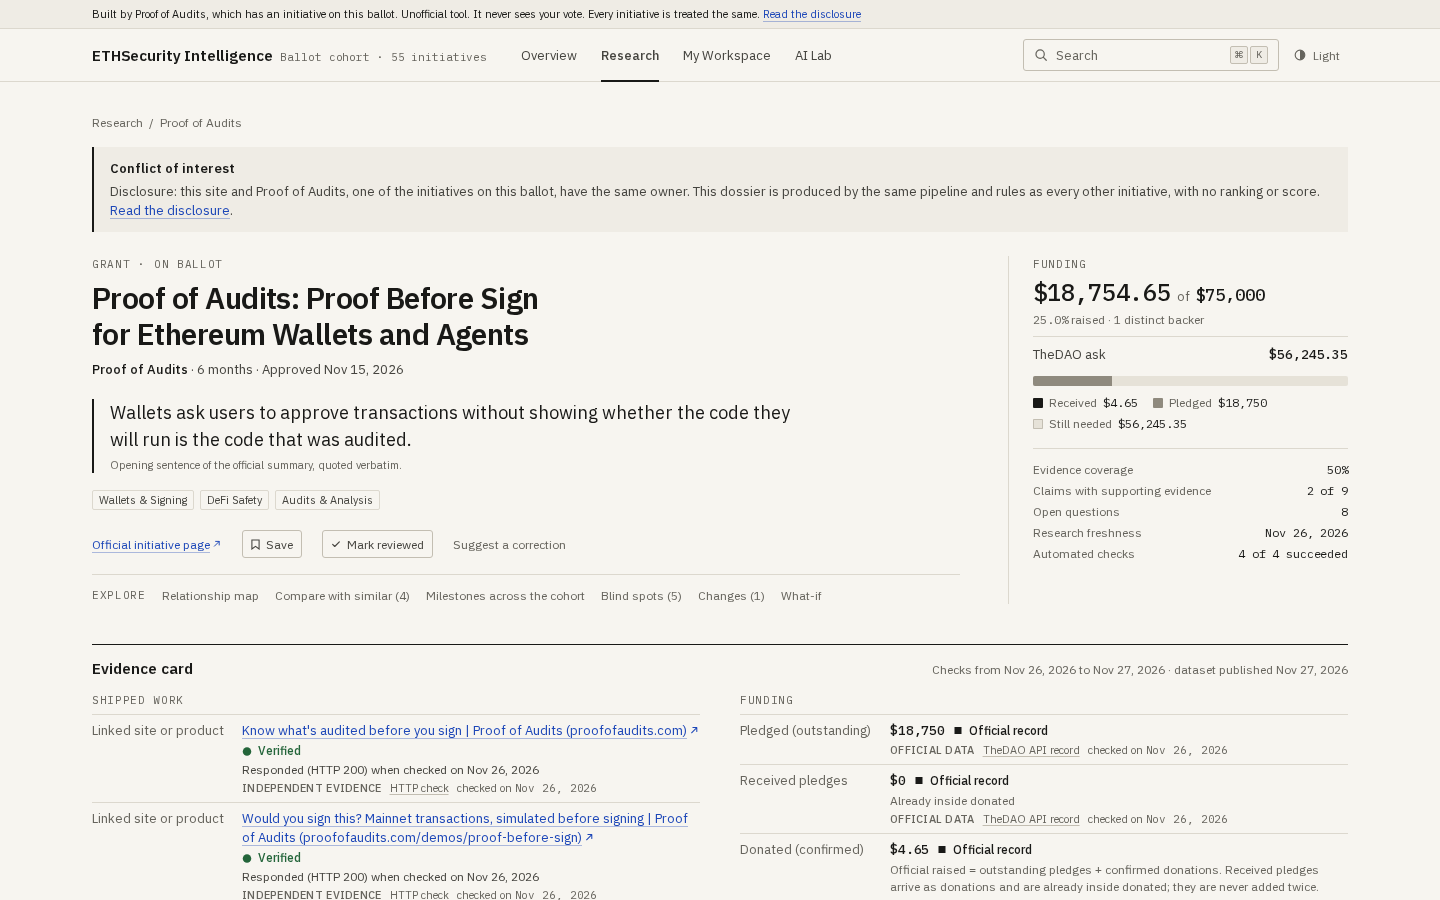 Built by Proof of Audits, which has an initiative on this ballot. Unofficial tool. It never sees your vote. Every initiative is treated the same. Read the disclosure
ETHSecurity Intelligence Ballot cohort · 55 initiatives Overview Research My Workspace AI Lab Search ⌘ K Light
Research / Proof of Audits
Conflict of interest
Disclosure: this site and Proof of Audits, one of the initiatives on this ballot, have the same owner. This dossier is produced by the same pipeline and rules as every other initiative, with no ranking or score.
Read the disclosure.
GRANT · ON BALLOT
Proof of Audits: Proof Before Sign
for Ethereum Wallets and Agents
Proof of Audits · 6 months · Approved Nov 15, 2026
Wallets ask users to approve transactions without showing whether the code they
will run is the code that was audited.
Opening sentence of the official summary, quoted verbatim.
Wallets & Signing DeFi Safety Audits & Analysis
Official initiative page ↗ Save Mark reviewed Suggest a correction
EXPLORE Relationship map Compare with similar (4) Milestones across the cohort Blind spots (5) Changes (1) What-if
FUNDING
$18,754.65 of $75,000
25.0% raised · 1 distinct backer
TheDAO ask $56,245.35
Received $4.65 Pledged $18,750
Still needed $56,245.35
Evidence coverage 50%
Claims with supporting evidence 2 of 9
Open questions 8
Research freshness Nov 26, 2026
Automated checks 4 of 4 succeeded
Evidence card Checks from Nov 26, 2026 to Nov 27, 2026 · dataset published Nov 27, 2026
SHIPPED WORK
Linked site or product Know what's audited before you sign | Proof of Audits (proofofaudits.com) ↗
Verified
Responded (HTTP 200) when checked on Nov 26, 2026
INDEPENDENT EVIDENCE HTTP check checked on Nov 26, 2026
Linked site or product Would you sign this? Mainnet transactions, simulated before signing | Proof
of Audits (proofofaudits.com/demos/proof-before-sign) ↗
Verified
Responded (HTTP 200) when checked on Nov 26, 2026
INDEPENDENT EVIDENCE HTTP check checked on Nov 26, 2026
FUNDING
Pledged (outstanding) $18,750 ■ Official record
OFFICIAL DATA TheDAO API record checked on Nov 26, 2026
Received pledges $0 ■ Official record
Already inside donated
OFFICIAL DATA TheDAO API record checked on Nov 26, 2026
Donated (confirmed) $4.65 ■ Official record
Official raised = outstanding pledges + confirmed donations. Received pledges
arrive as donations and are already inside donated; they are never added twice.